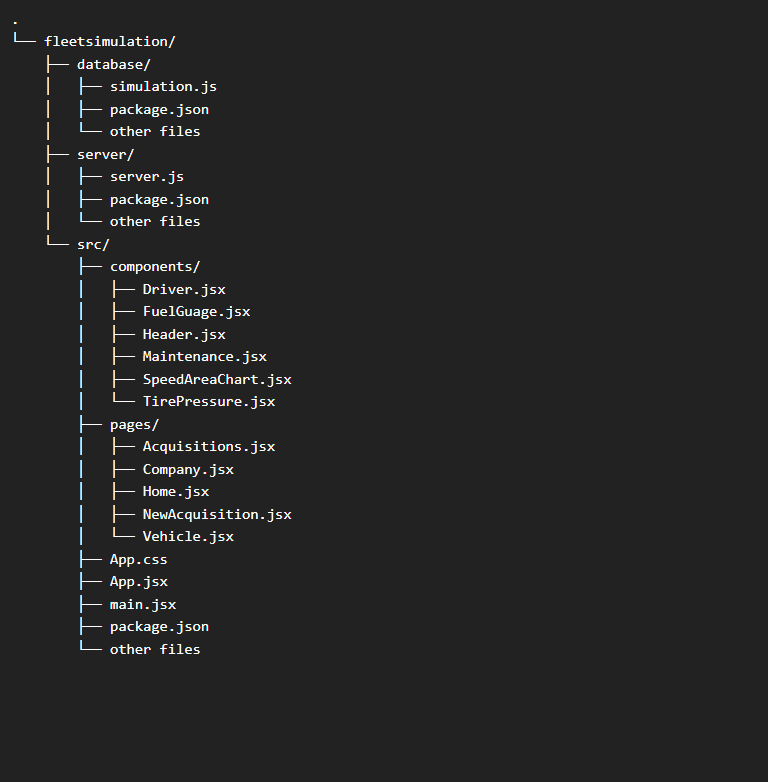 .
└── fleetsimulation/
    ├── database/
    │   ├── simulation.js
    │   ├── package.json
    │   └── other files
    ├── server/
    │   ├── server.js
    │   ├── package.json
    │   └── other files
    └── src/
        ├── components/
        │   ├── Driver.jsx
        │   ├── FuelGuage.jsx
        │   ├── Header.jsx
        │   ├── Maintenance.jsx
        │   ├── SpeedAreaChart.jsx
        │   └── TirePressure.jsx
        ├── pages/
        │   ├── Acquisitions.jsx
        │   ├── Company.jsx
        │   ├── Home.jsx
        │   ├── NewAcquisition.jsx
        │   └── Vehicle.jsx
        ├── App.css
        ├── App.jsx
        ├── main.jsx
        ├── package.json
        └── other files